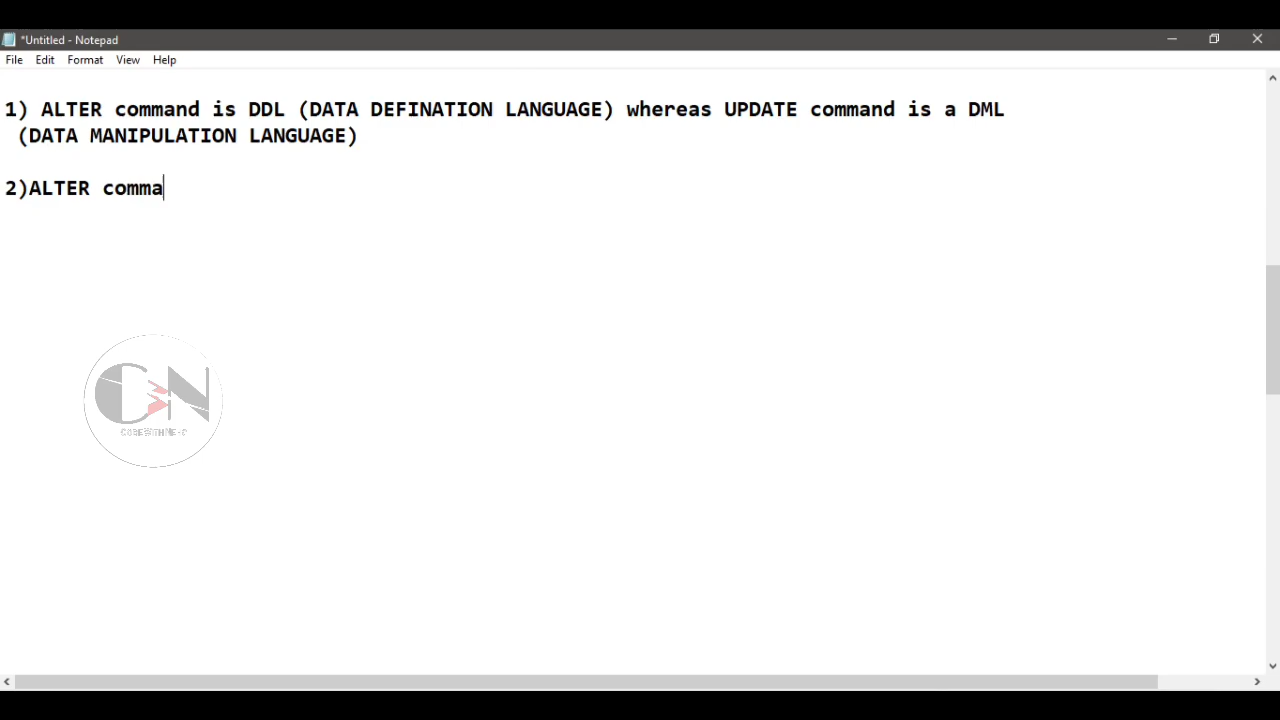 *Untitled - Notepad
File Edit Format View Help
1) ALTER command is DDL (DATA DEFINATION LANGUAGE) whereas UPDATE command is a DML
(DATA MANIPULATION LANGUAGE)
2)ALTER comma